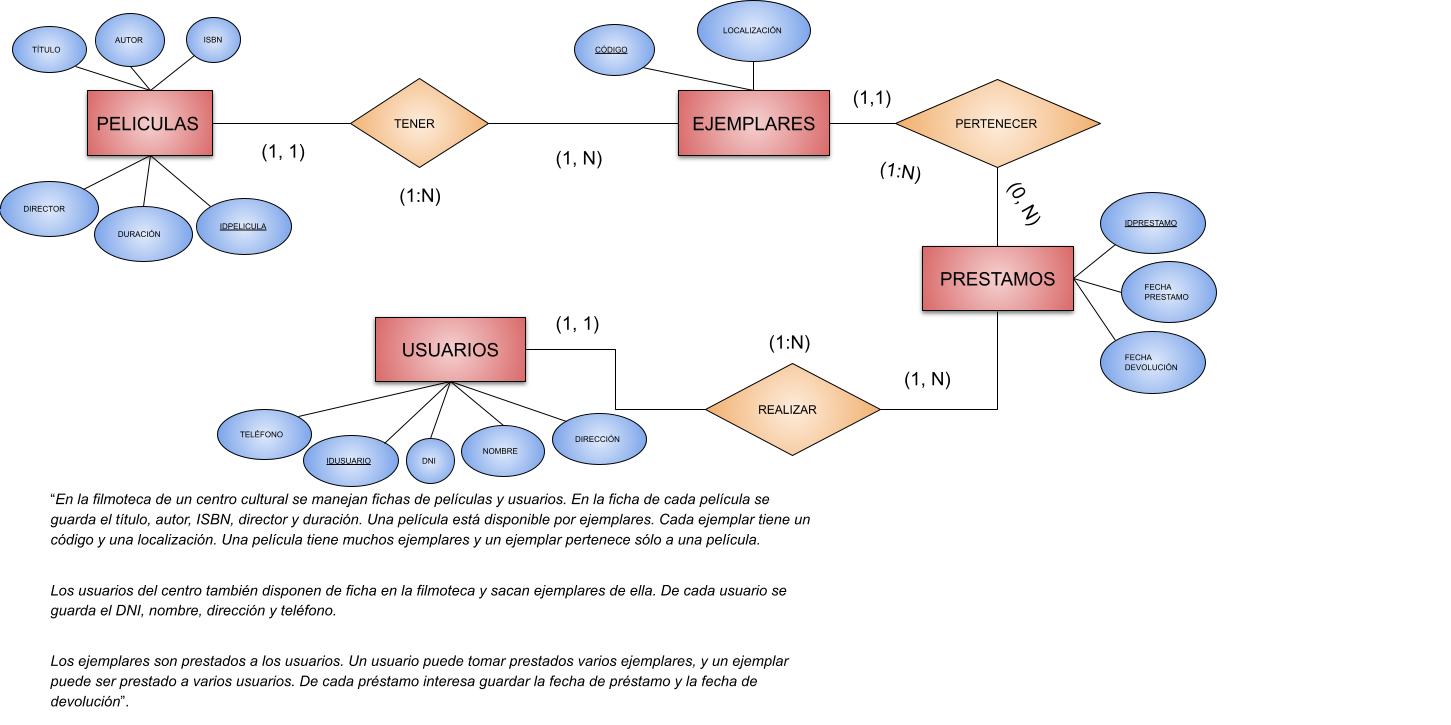 TÍTULO
AUTOR
ISBN
CÓDIGO
LOCALIZACIÓN
PELICULAS
(1, 1)
TENER
(1:N)
(1, N)
EJEMPLARES
(1,1)
PERTENECER
(1:N)
(0, N)
DIRECTOR
DURACIÓN
IDPELICULA
PRESTAMOS
IDPRESTAMO
FECHA
PRESTAMO
FECHA
DEVOLUCIÓN
USUARIOS
(1, 1)
(1:N)
REALIZAR
(1, N)
TELÉFONO
IDUSUARIO
DNI
NOMBRE
DIRECCIÓN
“En la filmoteca de un centro cultural se manejan fichas de películas y usuarios. En la ficha de cada película se
guarda el título, autor, ISBN, director y duración. Una película está disponible por ejemplares. Cada ejemplar tiene un
código y una localización. Una película tiene muchos ejemplares y un ejemplar pertenece sólo a una película.
Los usuarios del centro también disponen de ficha en la filmoteca y sacan ejemplares de ella. De cada usuario se
guarda el DNI, nombre, dirección y teléfono.
Los ejemplares son prestados a los usuarios. Un usuario puede tomar prestados varios ejemplares, y un ejemplar
puede ser prestado a varios usuarios. De cada préstamo interesa guardar la fecha de préstamo y la fecha de
devolución”.